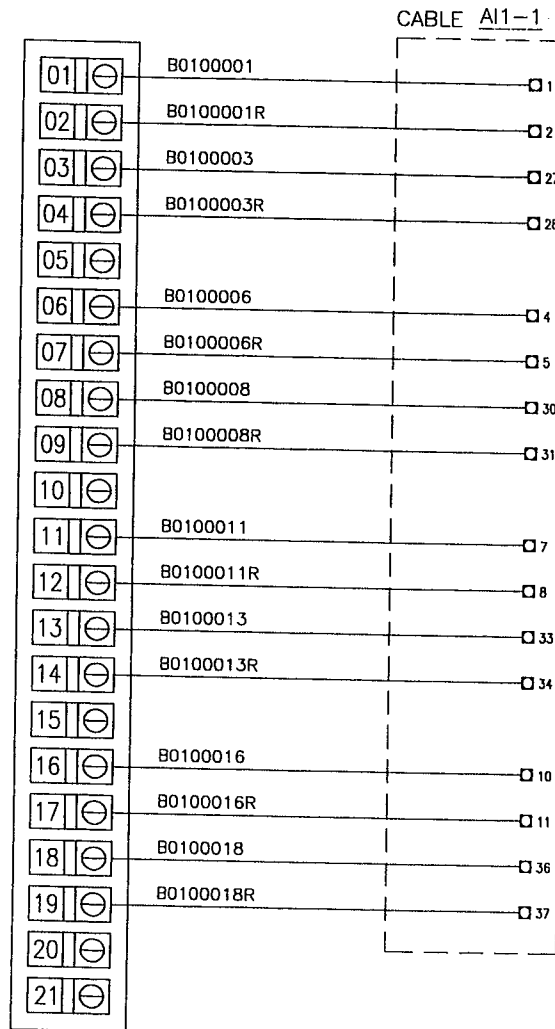 CABLE AI1-1
01 B0100001 1
02 B0100001R 2
03 B0100003 27
04 B0100003R 28
05
06 B0100006 4
07 B0100006R 5
08 B0100008 30
09 B0100008R 31
10
11 B0100011 7
12 B0100011R 8
13 B0100013 33
14 B0100013R 34
15
16 B0100016 10
17 B0100016R 11
18 B0100018 36
19 B0100018R 37
20
21